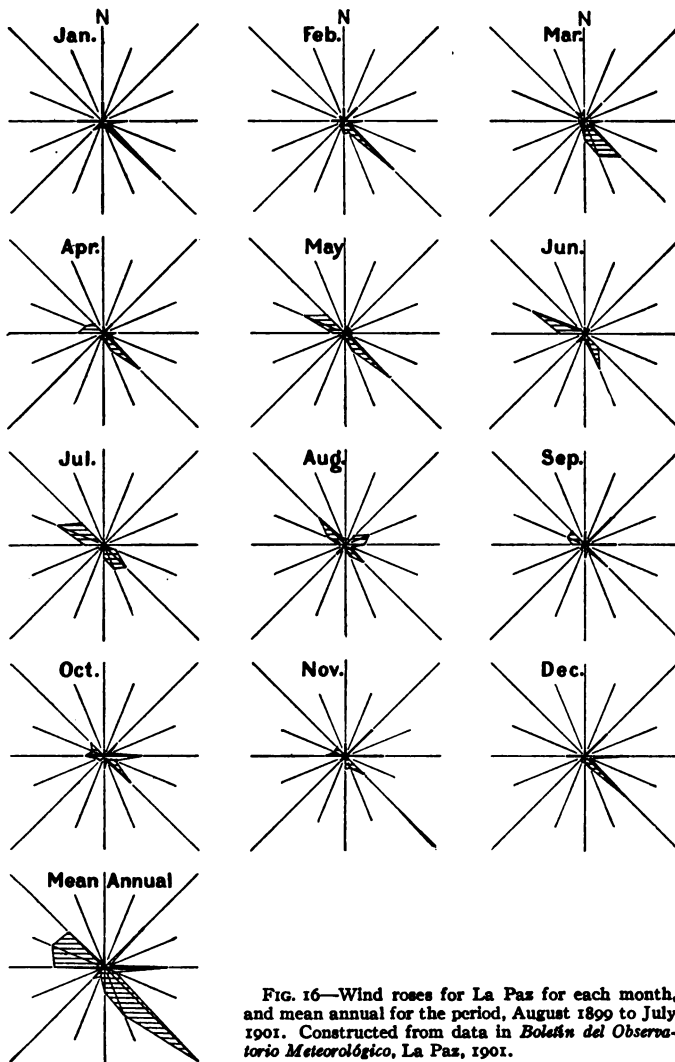 N
N
Jan.
Feb.
Mar.
Apr.
May
Jun.
Jul.
Aug.
Sep.
Oct.
Nov.
Dec.
Mean Annual
FIG. 16—Wind roses for La Paz for each month,
and mean annual for the period, August 1899 to July
1901. Constructed from data in Boletín del Observa-
torio Meteorológico, La Paz, 1901.